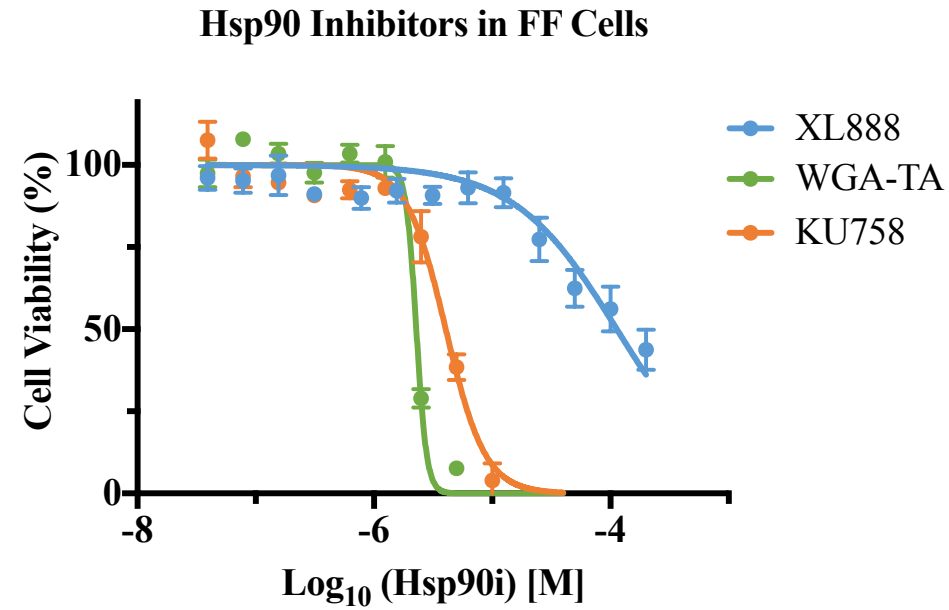 Hsp90 Inhibitors in FF Cells
Cell Viability (%)
100
50
0
-8
-6
-4
Log10 (Hsp90i) [M]
XL888
WGA-TA
KU758